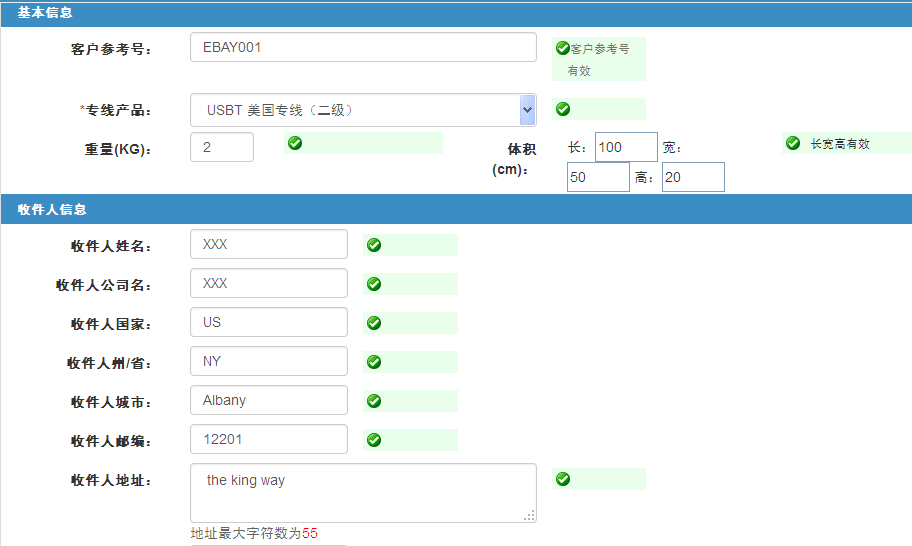 基本信息
客户参考号：
EBAY001
客户参考号
有效
*专线产品：
USBT 美国专线（二级）
重量(KG)：
2
体积
(cm)：
长：100 宽：
50 高：20
长宽高有效
收件人信息
收件人姓名：
XXX
收件人公司名：
XXX
收件人国家：
US
收件人州/省：
NY
收件人城市：
Albany
收件人邮编：
12201
收件人地址：
the king way
地址最大字符数为55